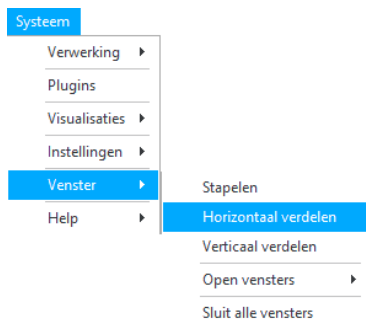 Systeem
Verwerking
Plugins
Visualisaties
Instellingen
Venster
Help
Stapelen
Horizontaal verdelen
Verticaal verdelen
Open vensters
Sluit alle vensters